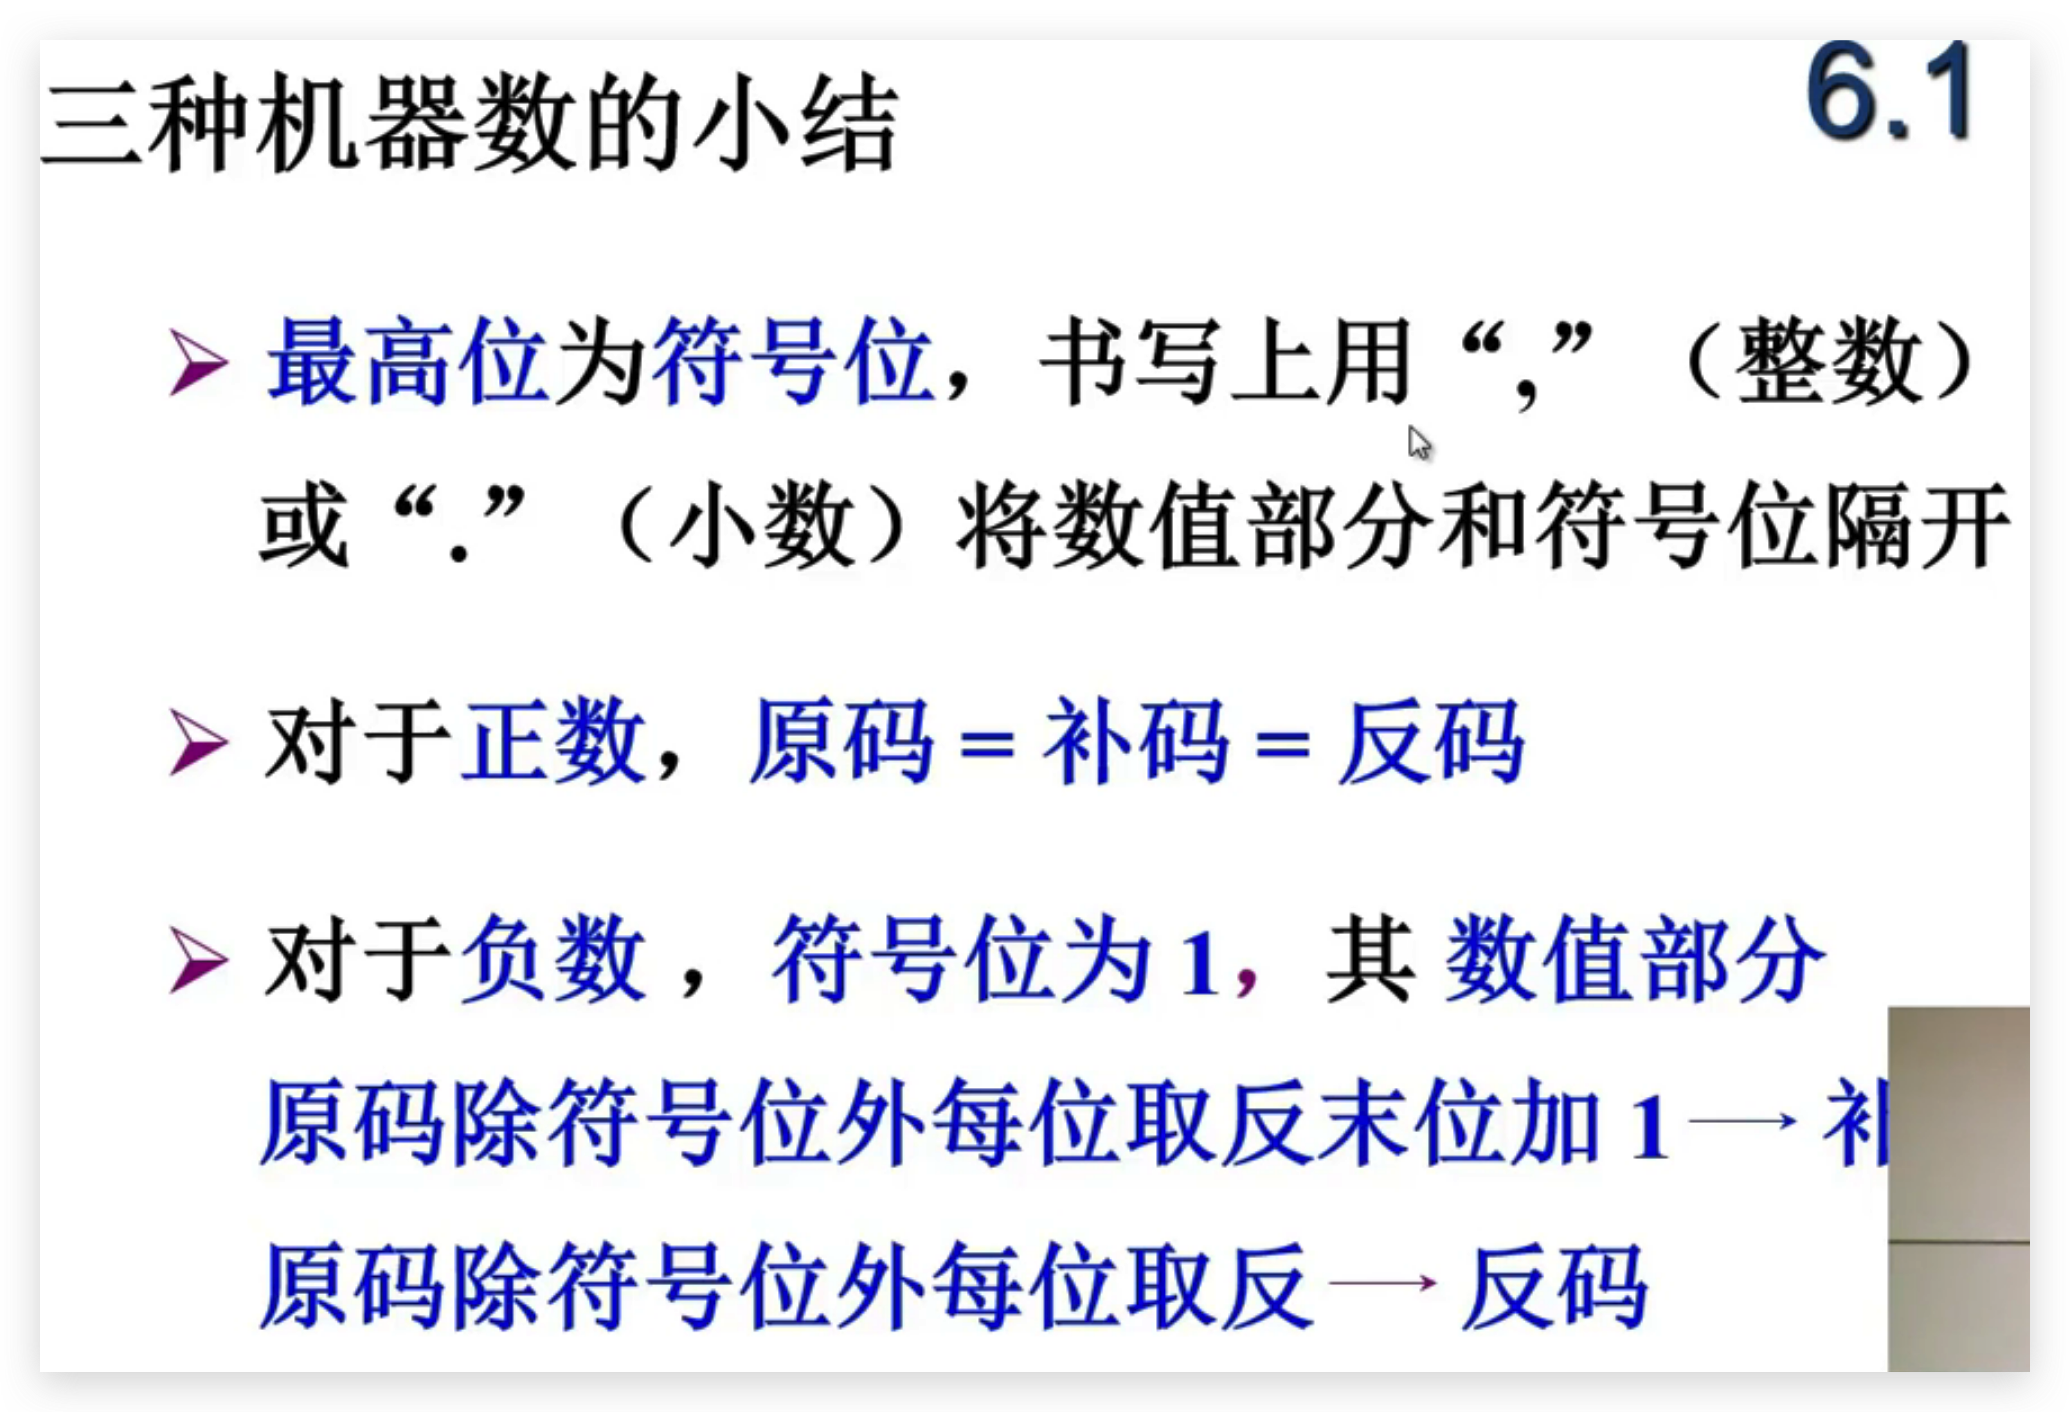 三种机器数的小结
6.1
➢ 最高位为符号位，书写上用“,”（整数）
或“.”（小数）将数值部分和符号位隔开
➢ 对于正数，原码 = 补码 = 反码
➢ 对于负数 ，符号位为 1，其 数值部分
原码除符号位外每位取反末位加 1 → 补
原码除符号位外每位取反 → 反码